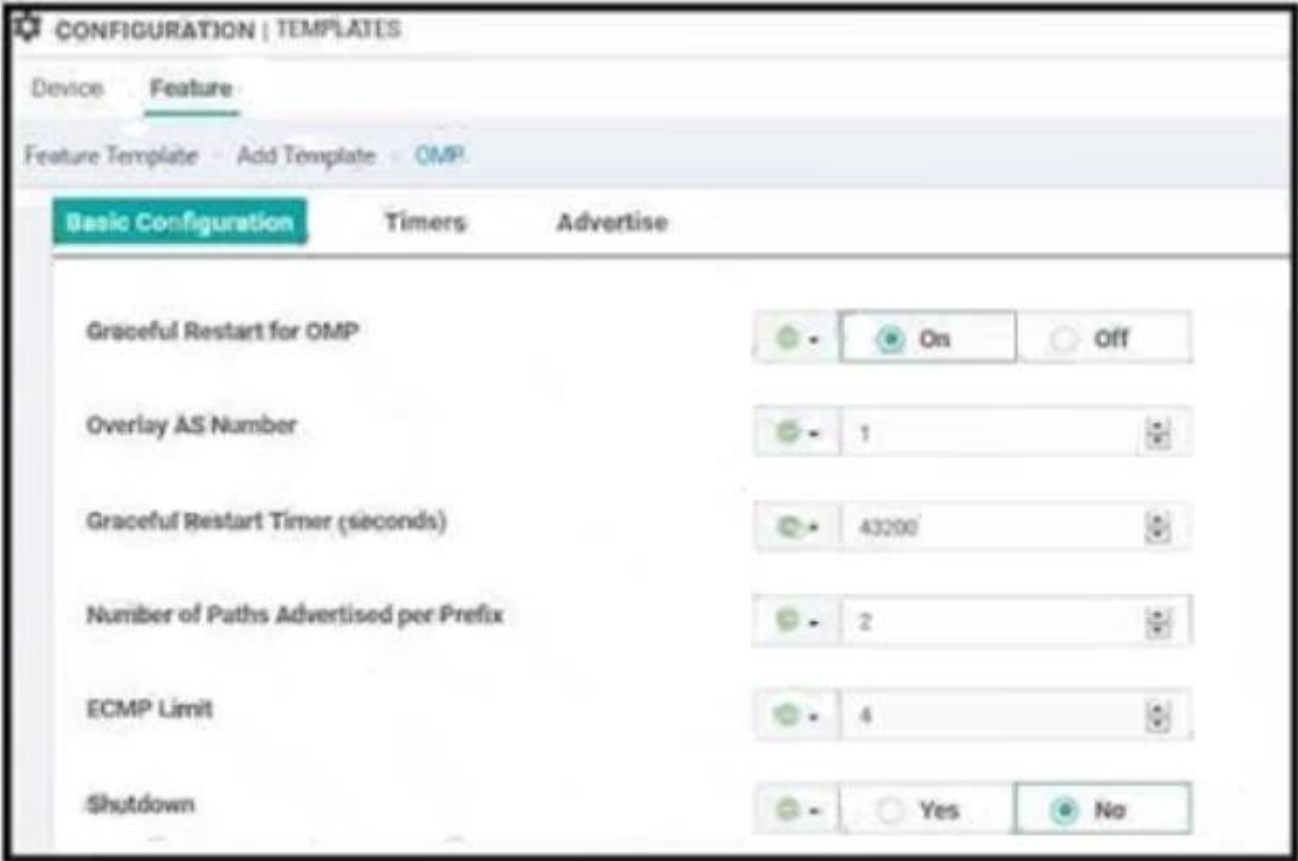 CONFIGURATION | TEMPLATES
Device Feature
Feature Template Add Template OMP
Basic Configuration Timers Advertise
Graceful Restart for OMP On Off
Overlay AS Number 1
Graceful Restart Timer (seconds) 43200
Number of Paths Advertised per Prefix 2
ECMP Limit 4
Shutdown Yes No